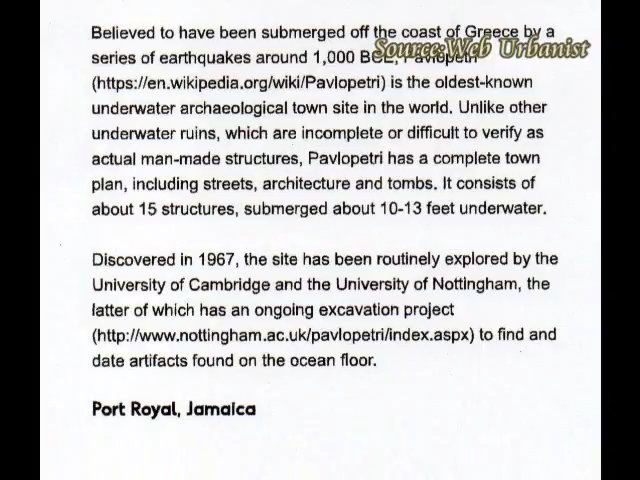 Believed to have been submerged off the coast of Greece by a
Source:Web Urbanist
series of earthquakes around 1,000 BCE, Pavlopetri
(https://en.wikipedia.org/wiki/Pavlopetri) is the oldest-known
underwater archaeological town site in the world. Unlike other
underwater ruins, which are incomplete or difficult to verify as
actual man-made structures, Pavlopetri has a complete town
plan, including streets, architecture and tombs. It consists of
about 15 structures, submerged about 10-13 feet underwater.
Discovered in 1967, the site has been routinely explored by the
University of Cambridge and the University of Nottingham, the
latter of which has an ongoing excavation project
(http://www.nottingham.ac.uk/pavlopetri/index.aspx) to find and
date artifacts found on the ocean floor.
Port Royal, Jamaica